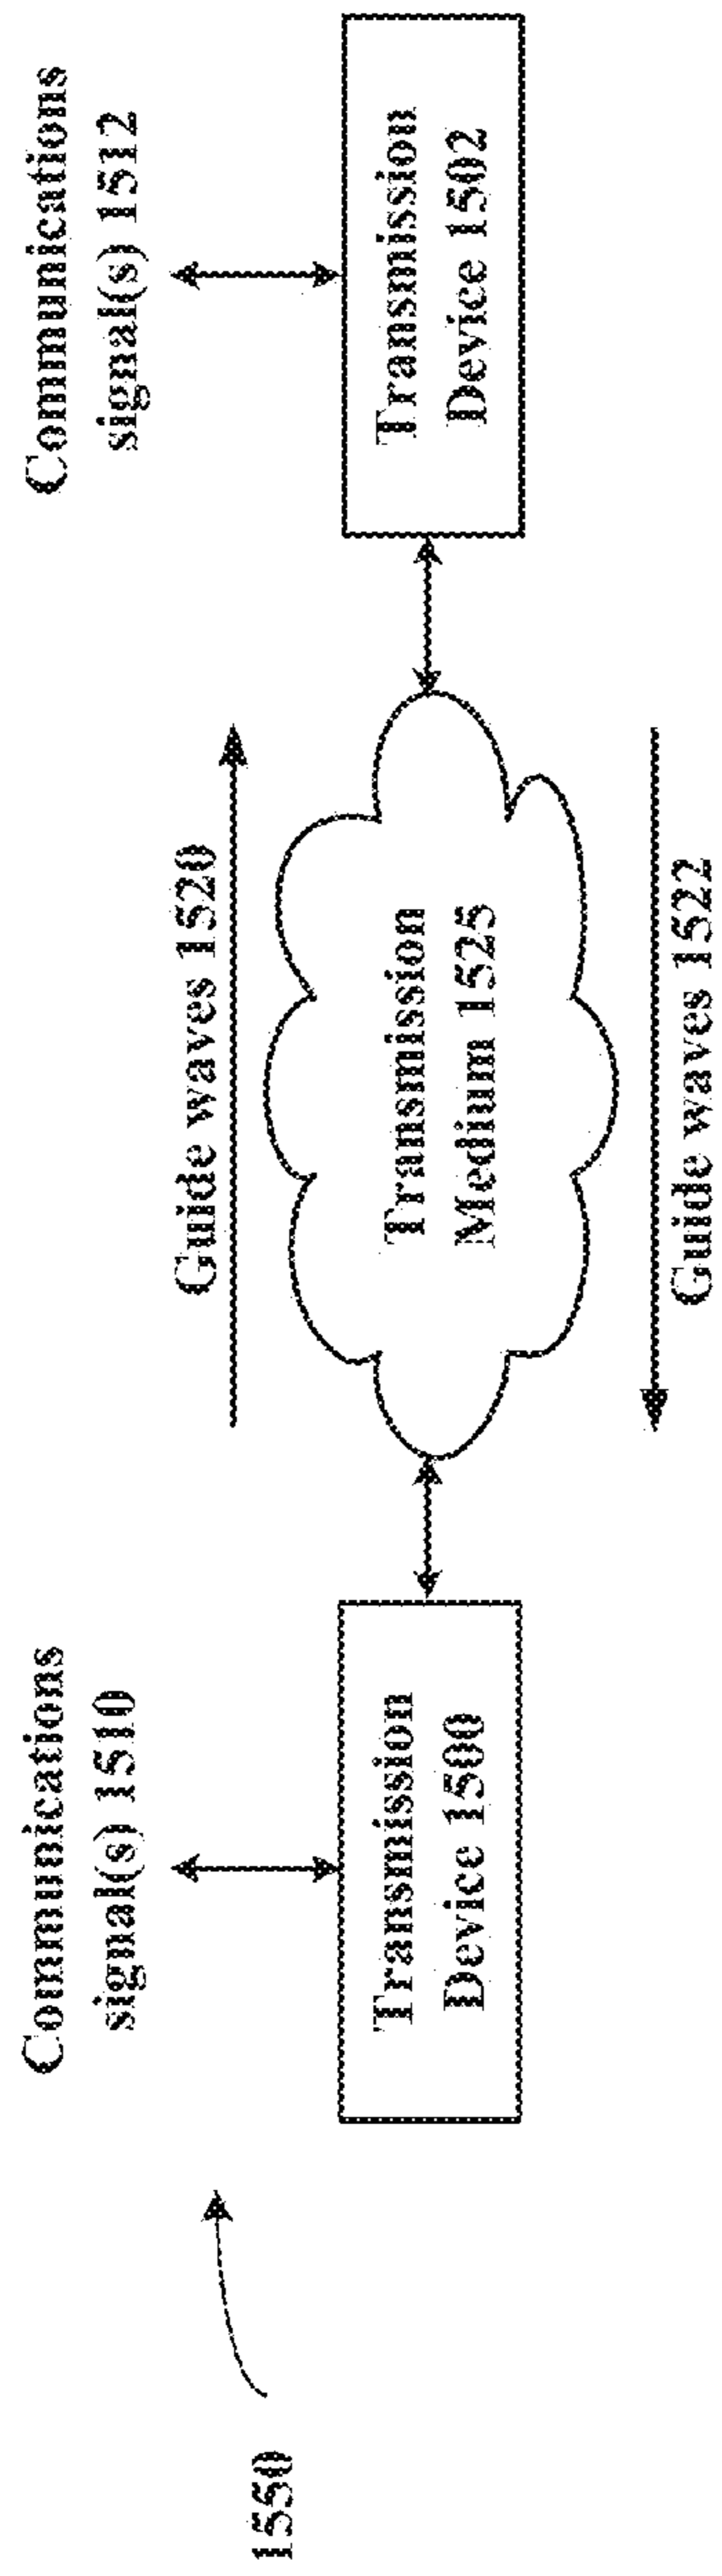 1550
Communications
signal(s) 1510
Transmission
Device 1500
Guide waves 1520
Transmission
Medium 1525
Guide waves 1522
Communications
signal(s) 1512
Transmission
Device 1502